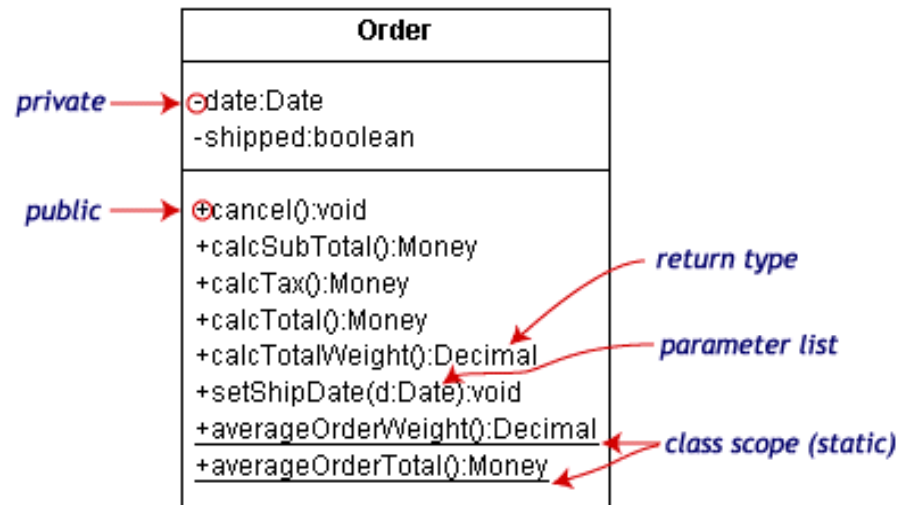 Order
private
-date:Date
-shipped:boolean
public
+cancel():void
+calcSubTotal():Money
+calcTax():Money
+calcTotal():Money
+calcTotalWeight():Decimal
+setShipDate(d:Date):void
+averageOrderWeight():Decimal
+averageOrderTotal():Money
return type
parameter list
class scope (static)